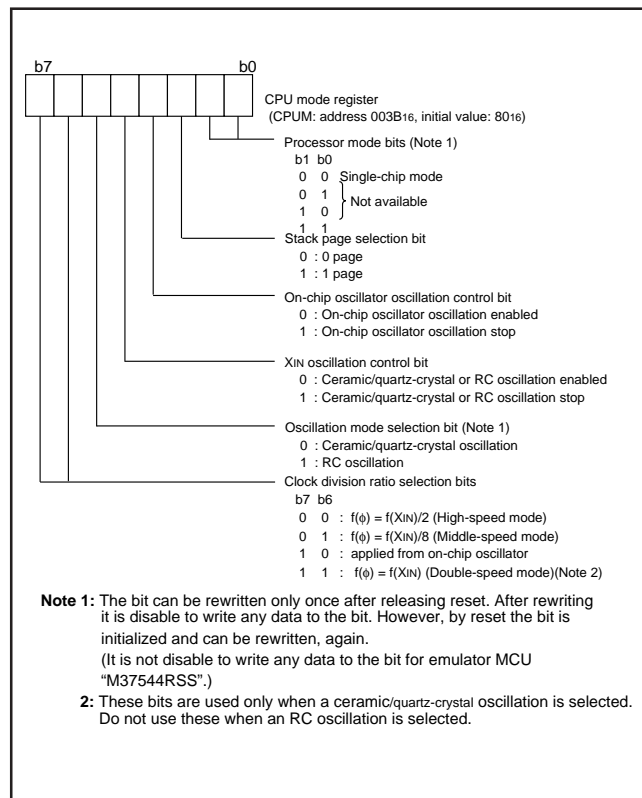 b7 b0
CPU mode register
(CPUM: address 003B16, initial value: 8016)
Processor mode bits (Note 1)
b1 b0
0 0 Single-chip mode
0 1
Not available
1 0
1 1
Stack page selection bit
0 : 0 page
1 : 1 page
On-chip oscillator oscillation control bit
0 : On-chip oscillator oscillation enabled
1 : On-chip oscillator oscillation stop
XIN oscillation control bit
0 : Ceramic/quartz-crystal or RC oscillation enabled
1 : Ceramic/quartz-crystal or RC oscillation stop
Oscillation mode selection bit (Note 1)
0 : Ceramic/quartz-crystal oscillation
1 : RC oscillation
Clock division ratio selection bits
b7 b6
0 0 : f(ϕ) = f(XIN)/2 (High-speed mode)
0 1 : f(ϕ) = f(XIN)/8 (Middle-speed mode)
1 0 : applied from on-chip oscillator
1 1 : f(ϕ) = f(XIN) (Double-speed mode)(Note 2)
Note 1: The bit can be rewritten only once after releasing reset. After rewriting
it is disable to write any data to the bit. However, by reset the bit is
initialized and can be rewritten, again.
(It is not disable to write any data to the bit for emulator MCU
“M37544RSS”.)
2: These bits are used only when a ceramic/quartz-crystal oscillation is selected.
Do not use these when an RC oscillation is selected.